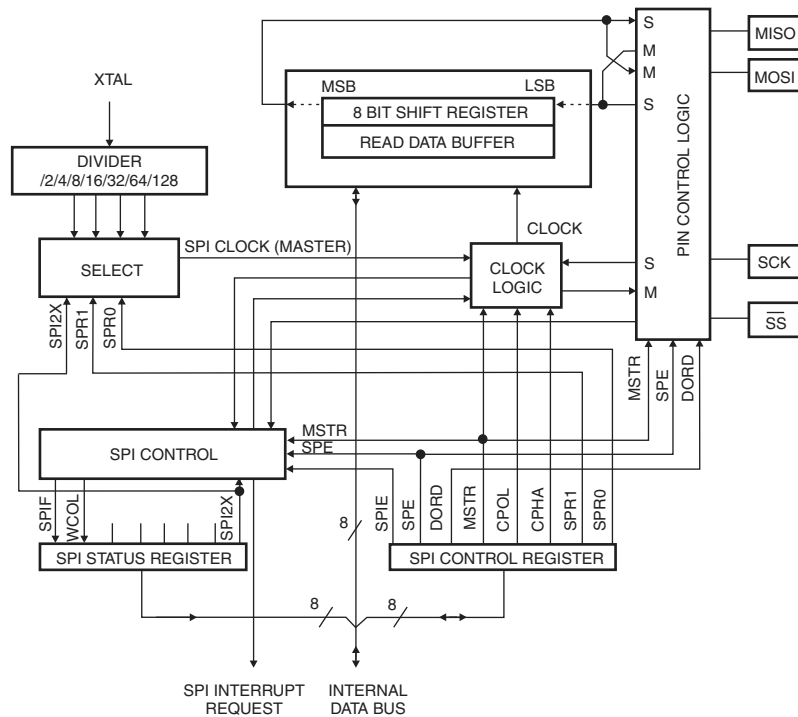 MISO
MOSI
SCK
SS
S
M
M
S
S
M
PIN CONTROL LOGIC
MSB
LSB
8 BIT SHIFT REGISTER
READ DATA BUFFER
XTAL
DIVIDER
/2/4/8/16/32/64/128
SPI CLOCK (MASTER)
CLOCK
SELECT
CLOCK
LOGIC
SPI2X
SPR1
SPR0
MSTR
SPE
DORD
MSTR
SPE
SPI CONTROL
SPIF
WCOL
SPI2X
SPIE
SPE
DORD
MSTR
CPOL
CPHA
SPR1
SPR0
8
SPI STATUS REGISTER
SPI CONTROL REGISTER
8
8
SPI INTERRUPT
REQUEST
INTERNAL
DATA BUS